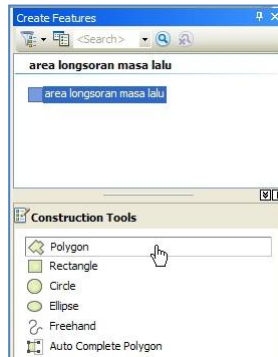 Create Features
<Search>
area longsoran masa lalu
area longsoran masa lalu
Construction Tools
Polygon
Rectangle
Circle
Ellipse
Freehand
Auto Complete Polygon